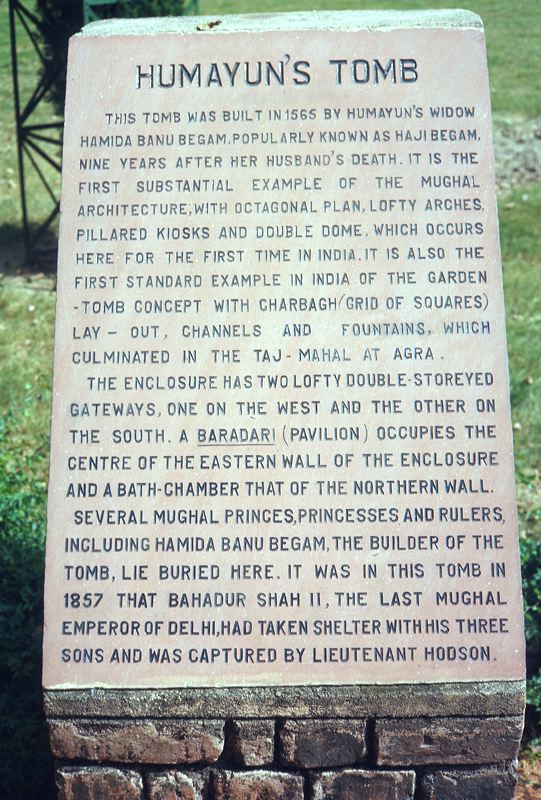 HUMAYUN'S TOMB
THIS TOMB WAS BUILT IN 1565 BY HUMAYUN'S WIDOW
HAMIDA BANU BEGAM, POPULARLY KNOWN AS HAJI BEGAM,
NINE YEARS AFTER HER HUSBAND'S DEATH. IT IS THE
FIRST SUBSTANTIAL EXAMPLE OF THE MUGHAL
ARCHITECTURE, WITH OCTAGONAL PLAN, LOFTY ARCHES,
PILLARED KIOSKS AND DOUBLE DOME, WHICH OCCURS
HERE FOR THE FIRST TIME IN INDIA. IT IS ALSO THE
FIRST STANDARD EXAMPLE IN INDIA OF THE GARDEN
-TOMB CONCEPT WITH CHARBAGH (GRID OF SQUARES)
LAY - OUT, CHANNELS AND FOUNTAINS, WHICH
CULMINATED IN THE TAJ - MAHAL AT AGRA.
THE ENCLOSURE HAS TWO LOFTY DOUBLE-STOREYED
GATEWAYS, ONE ON THE WEST AND THE OTHER ON
THE SOUTH. A BARADARI (PAVILION) OCCUPIES THE
CENTRE OF THE EASTERN WALL OF THE ENCLOSURE
AND A BATH-CHAMBER THAT OF THE NORTHERN WALL.
SEVERAL MUGHAL PRINCES, PRINCESSES AND RULERS,
INCLUDING HAMIDA BANU BEGAM, THE BUILDER OF THE
TOMB, LIE BURIED HERE. IT WAS IN THIS TOMB IN
1857 THAT BAHADUR SHAH II, THE LAST MUGHAL
EMPEROR OF DELHI, HAD TAKEN SHELTER WITH HIS THREE
SONS AND WAS CAPTURED BY LIEUTENANT HODSON.